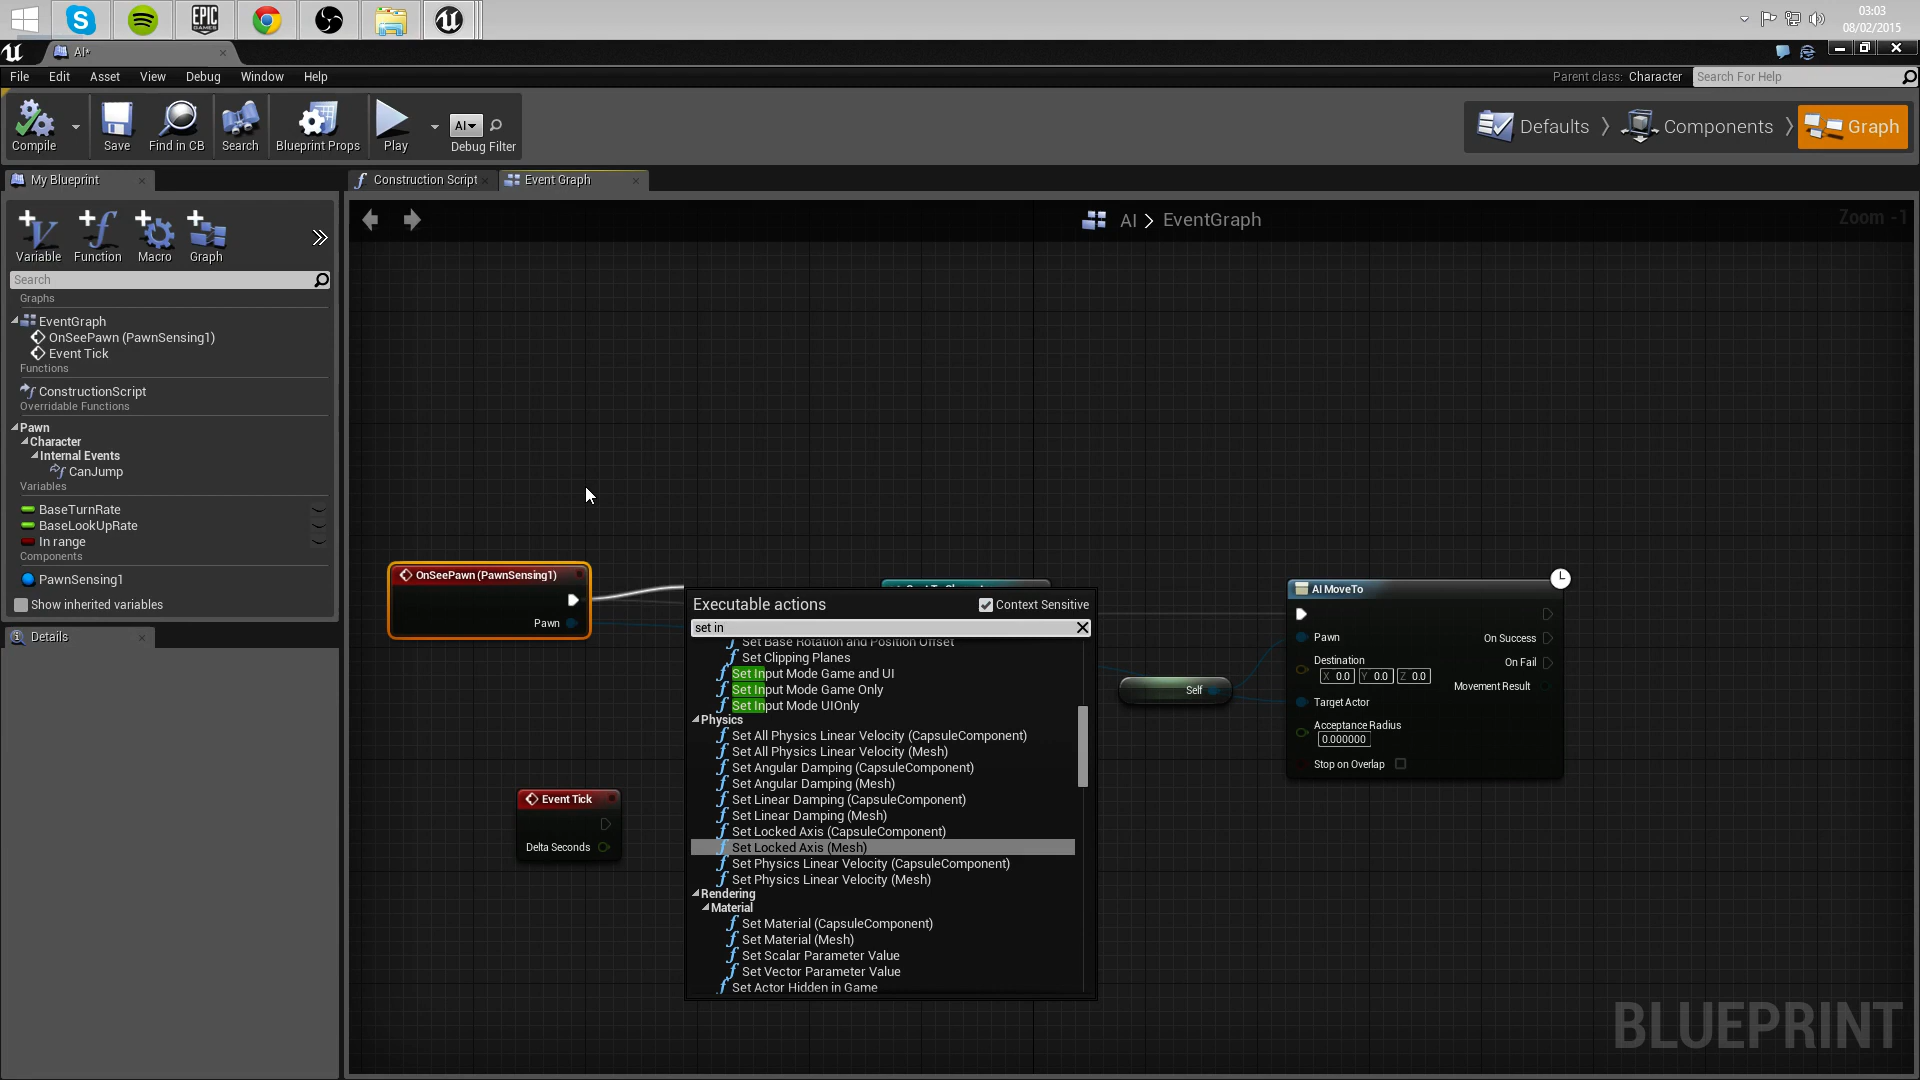 EPIC
GAMES
03:03
08/02/2015
AI*
File Edit Asset View Window Debug Help
Parent class: Character Search For Help
Compile Save Find in CB Search Blueprint Props Play AI Debug Filter
Defaults Components Graph
My Blueprint
Construction Script Event Graph
AI > EventGraph
Zoom -1
Variable Function Macro Graph
Search
Graphs
EventGraph
OnSeePawn (PawnSensing1)
Event Tick
Functions
ConstructionScript
Overridable Functions
Pawn
Character
Internal Events
CanJump
Variables
BaseTurnRate
BaseLookUpRate
In range
Components
PawnSensing1
Show inherited variables
Details
OnSeePawn (PawnSensing1)
Pawn
Event Tick
Delta Seconds
Executable actions Context Sensitive
set in
Set Base Rotation and Position Offset
Set Clipping Planes
Set Input Mode Game and UI
Set Input Mode Game Only
Set Input Mode UIOnly
Physics
Set All Physics Linear Velocity (CapsuleComponent)
Set All Physics Linear Velocity (Mesh)
Set Angular Damping (CapsuleComponent)
Set Angular Damping (Mesh)
Set Linear Damping (CapsuleComponent)
Set Linear Damping (Mesh)
Set Locked Axis (CapsuleComponent)
Set Locked Axis (Mesh)
Set Physics Linear Velocity (CapsuleComponent)
Set Physics Linear Velocity (Mesh)
Rendering
Material
Set Material (CapsuleComponent)
Set Material (Mesh)
Set Scalar Parameter Value
Set Vector Parameter Value
Set Actor Hidden in Game
Self
AI MoveTo
Pawn On Success
Destination
X 0.0 Y 0.0 Z 0.0
On Fail
Movement Result
Target Actor
Acceptance Radius
0.000000
Stop on Overlap
BLUEPRINT